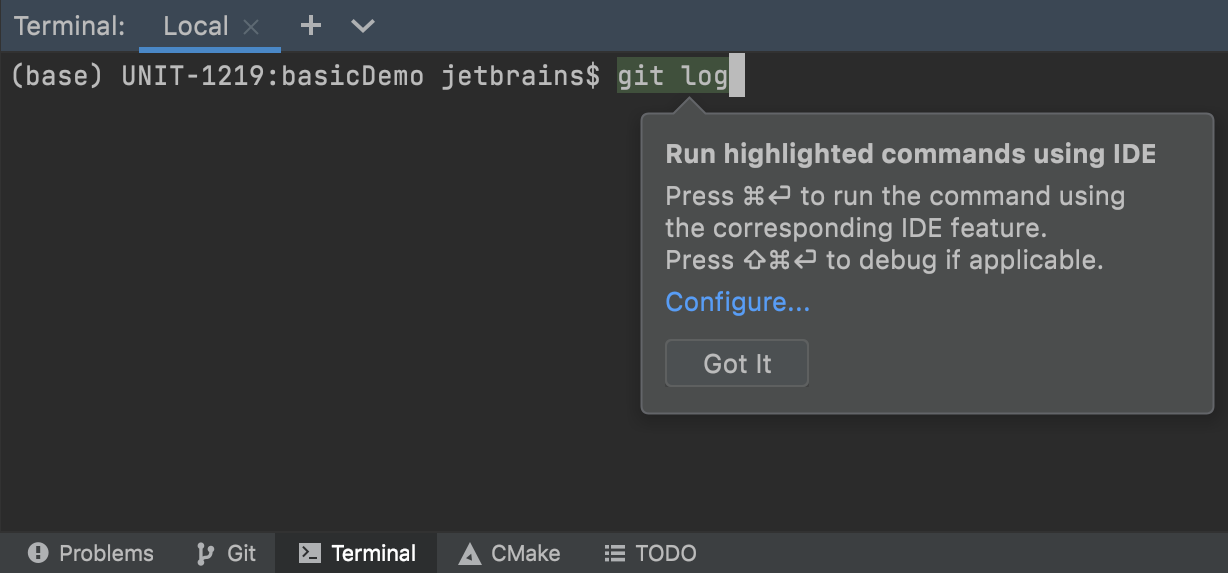 Terminal: Local × + 
(base) UNIT-1219:basicDemo jetbrains$ git log
Run highlighted commands using IDE
Press ⌘⏎ to run the command using
the corresponding IDE feature.
Press ⇧⌘⏎ to debug if applicable.
Configure...
Got It
Problems Git Terminal CMake TODO